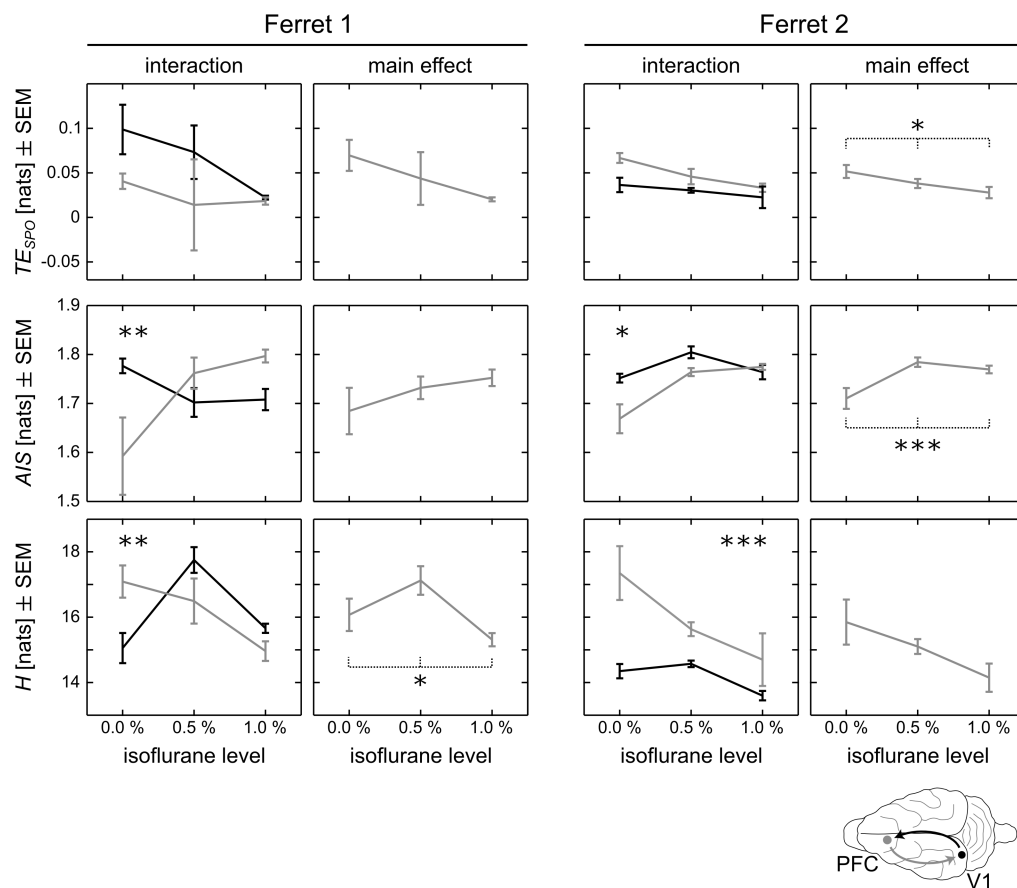 Ferret 1 Ferret 2
interaction main effect interaction main effect
TE_SPO [nats] ± SEM
0.1
0.05
0
-0.05
*
AIS [nats] ± SEM
1.9
1.8
1.7
1.6
1.5
** *
***
H [nats] ± SEM
18
16
14
** ***
*
0.0 % 0.5 % 1.0 % 0.0 % 0.5 % 1.0 % 0.0 % 0.5 % 1.0 % 0.0 % 0.5 % 1.0 %
isoflurane level isoflurane level isoflurane level isoflurane level
PFC
V1